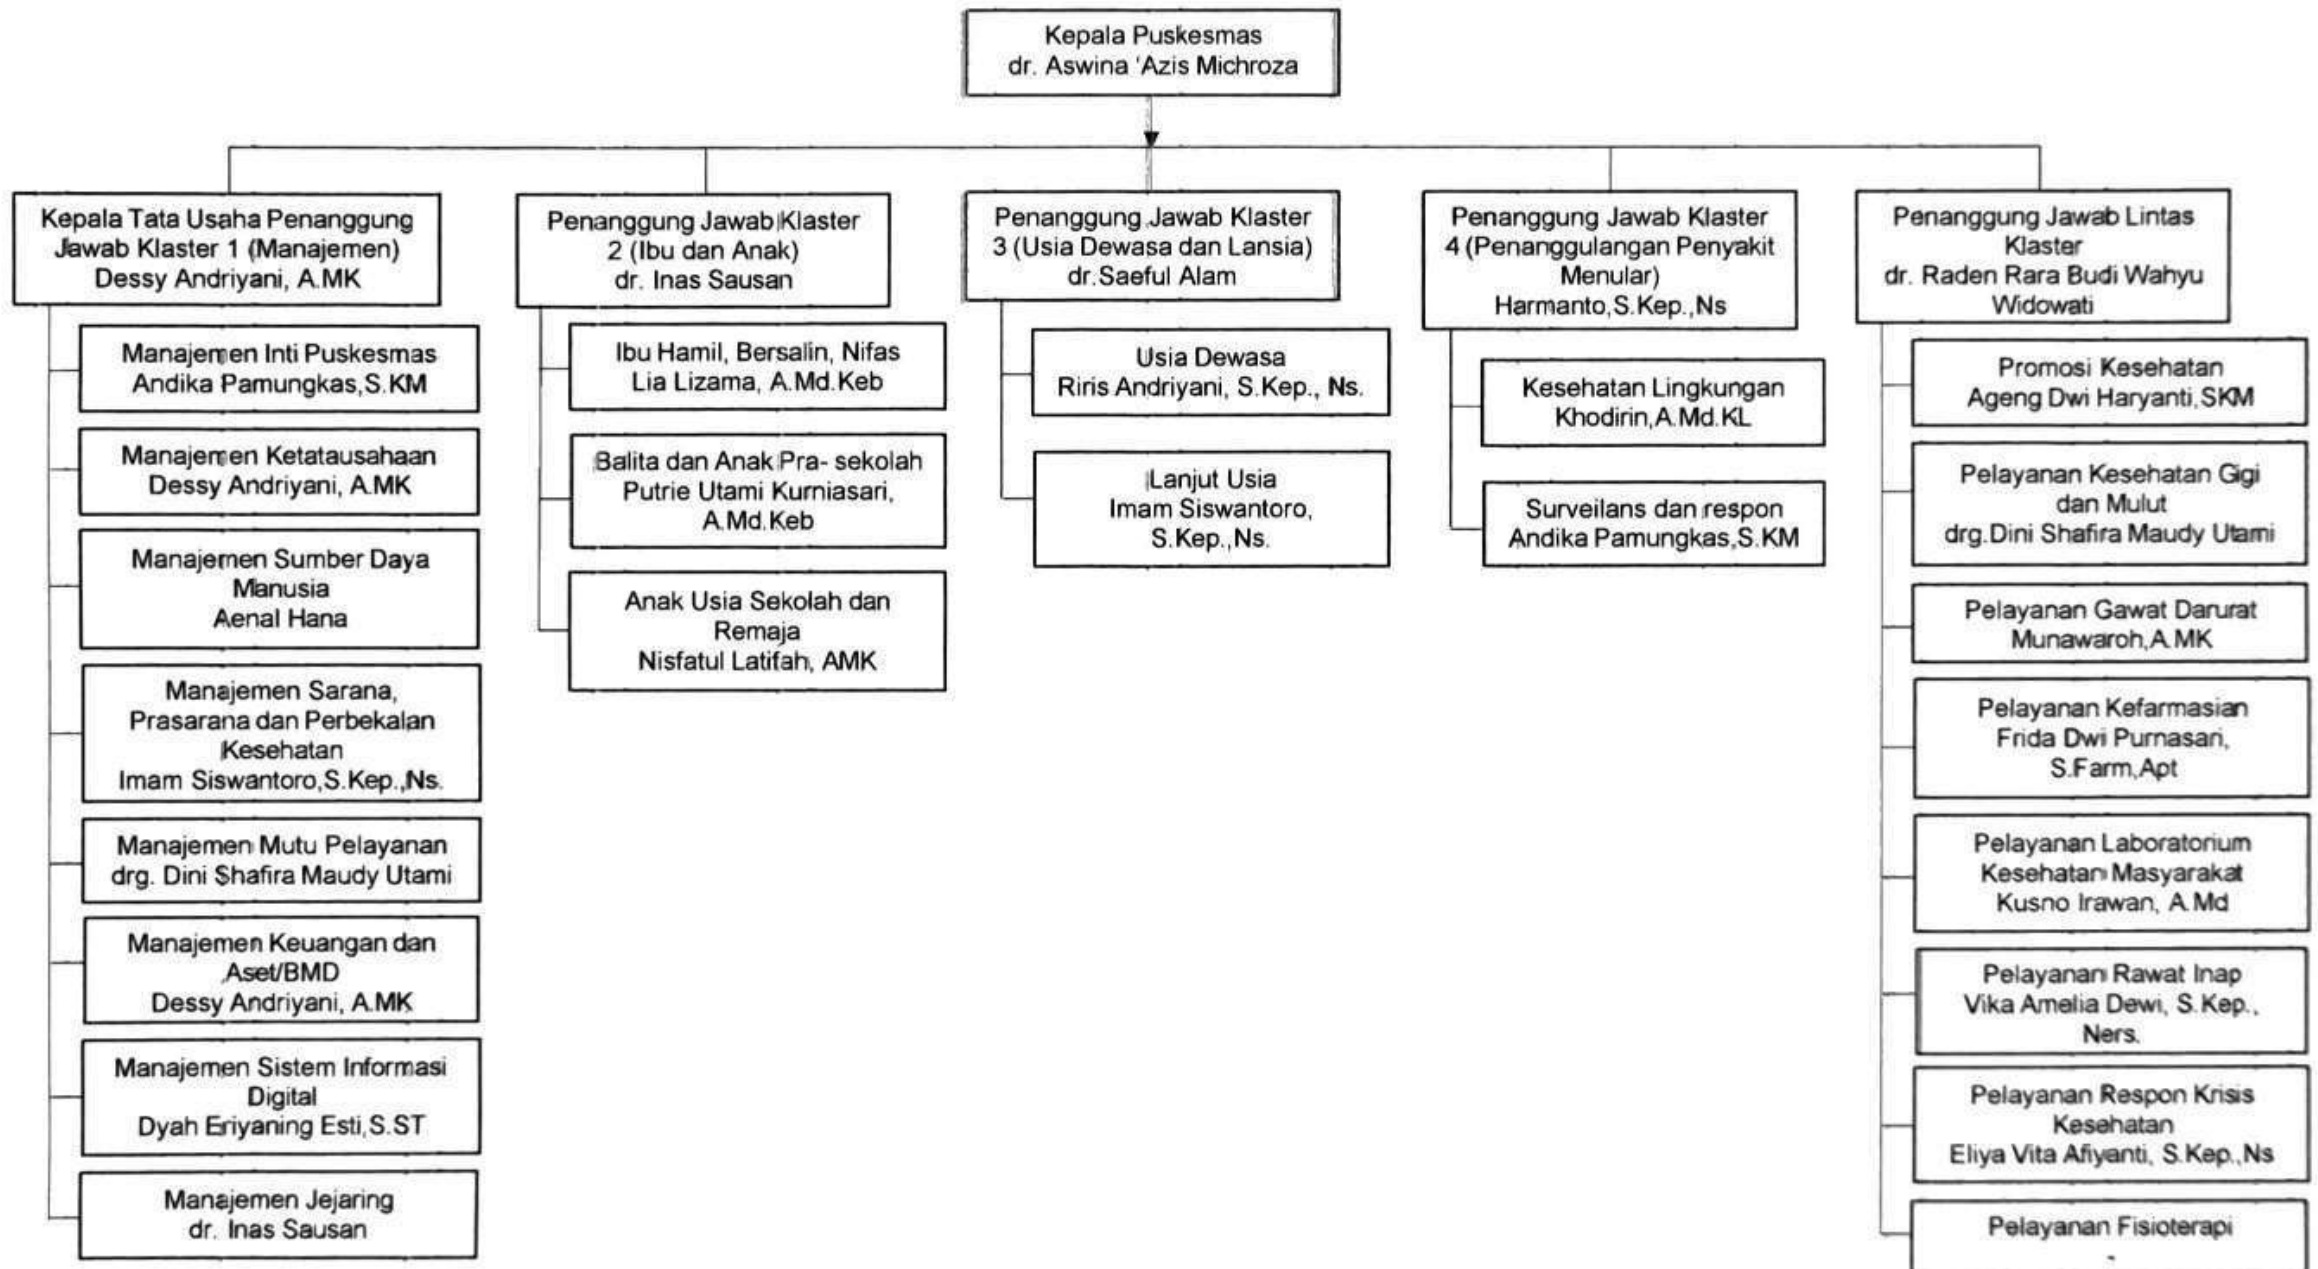 Kepala Puskesmas
dr. Aswina 'Azis Michroza
Kepala Tata Usaha Penanggung
Jawab Klaster 1 (Manajemen)
Dessy Andriyani, A.MK
Manajemen Inti Puskesmas
Andika Pamungkas,S.KM
Manajemen Ketatausahaan
Dessy Andriyani, A.MK
Manajemen Sumber Daya
Manusia
Aenal Hana
Manajemen Sarana,
Prasarana dan Perbekalan
Kesehatan
Imam Siswantoro,S.Kep.,Ns.
Manajemen Mutu Pelayanan
drg. Dini Shafira Maudy Utami
Manajemen Keuangan dan
Aset/BMD
Dessy Andriyani, A.MK
Manajemen Sistem Informasi
Digital
Dyah Eriyaning Esti,S.ST
Manajemen Jejaring
dr. Inas Sausan
Penanggung Jawab Klaster
2 (Ibu dan Anak)
dr. Inas Sausan
Ibu Hamil, Bersalin, Nifas
Lia Lizama, A.Md.Keb
Balita dan Anak Pra- sekolah
Putrie Utami Kurniasari,
A.Md.Keb
Anak Usia Sekolah dan
Remaja
Nisfatul Latifah, AMK
Penanggung Jawab Klaster
3 (Usia Dewasa dan Lansia)
dr.Saeful Alam
Usia Dewasa
Riris Andriyani, S.Kep., Ns.
Lanjut Usia
Imam Siswantoro,
S.Kep.,Ns.
Penanggung Jawab Klaster
4 (Penanggulangan Penyakit
Menular)
Harmanto,S.Kep.,Ns
Kesehatan Lingkungan
Khodirin,A.Md.KL
Surveilans dan respon
Andika Pamungkas,S.KM
Penanggung Jawab Lintas
Klaster
dr. Raden Rara Budi Wahyu
Widowati
Promosi Kesehatan
Ageng Dwi Haryanti,SKM
Pelayanan Kesehatan Gigi
dan Mulut
drg.Dini Shafira Maudy Utami
Pelayanan Gawat Darurat
Munawaroh,A.MK
Pelayanan Kefarmasian
Frida Dwi Purnasari,
S.Farm,Apt
Pelayanan Laboratorium
Kesehatan Masyarakat
Kusno Irawan, A.Md
Pelayanan Rawat Inap
Vika Amelia Dewi, S.Kep.,
Ners.
Pelayanan Respon Krisis
Kesehatan
Eliya Vita Afiyanti, S.Kep.,Ns
Pelayanan Fisioterapi
-